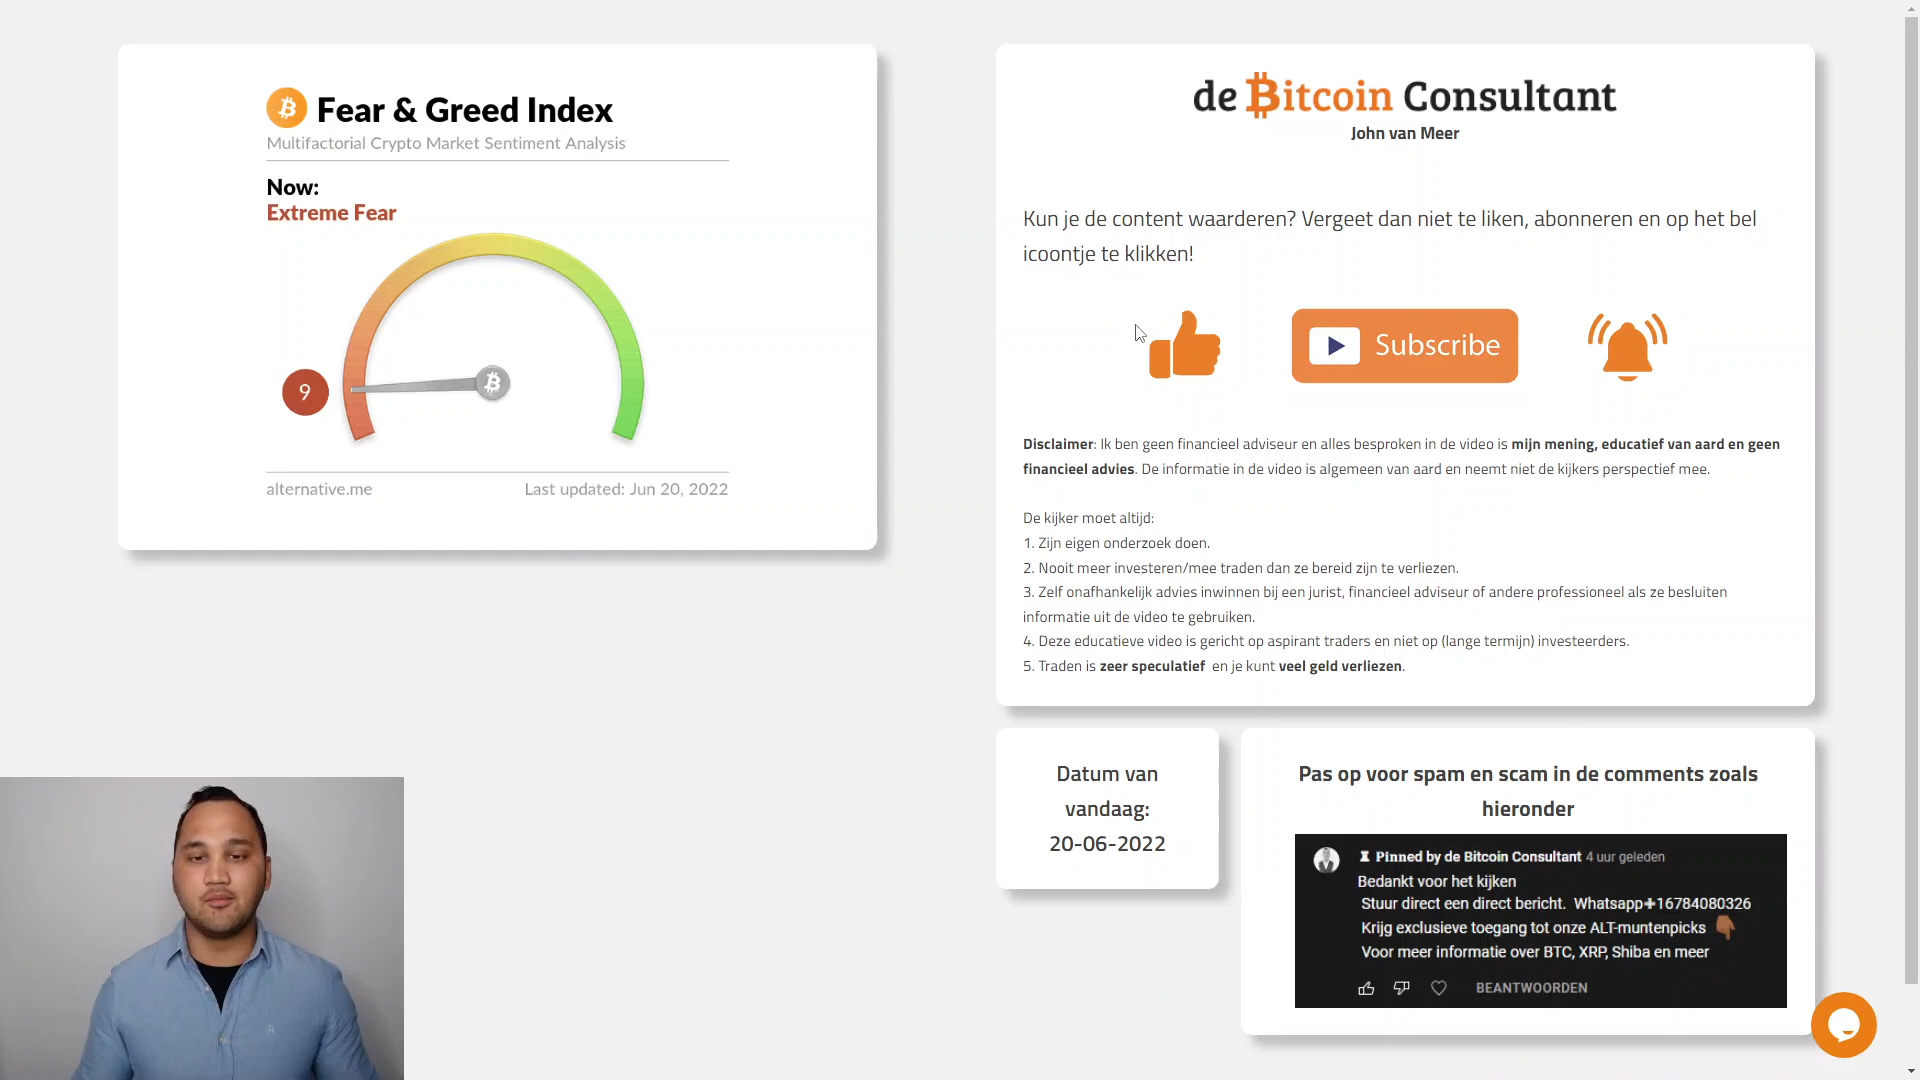 Fear & Greed Index
Multifactorial Crypto Market Sentiment Analysis
Now:
Extreme Fear
9
alternative.me
Last updated: Jun 20, 2022
de Bitcoin Consultant
John van Meer
Kun je de content waarderen? Vergeet dan niet te liken, abonneren en op het bel
icoontje te klikken!
Subscribe
Disclaimer: Ik ben geen financieel adviseur en alles besproken in de video is mijn mening, educatief van aard en geen
financieel advies. De informatie in de video is algemeen van aard en neemt niet de kijkers perspectief mee.
De kijker moet altijd:
1. Zijn eigen onderzoek doen.
2. Nooit meer investeren/mee traden dan ze bereid zijn te verliezen.
3. Zelf onafhankelijk advies inwinnen bij een jurist, financieel adviseur of andere professioneel als ze besluiten
informatie uit de video te gebruiken.
4. Deze educatieve video is gericht op aspirant traders en niet op (lange termijn) investeerders.
5. Traden is zeer speculatief en je kunt veel geld verliezen.
Datum van
vandaag:
20-06-2022
Pas op voor spam en scam in de comments zoals
hieronder
Pinned by de Bitcoin Consultant 4 uur geleden
Bedankt voor het kijken
Stuur direct een direct bericht. Whatsapp+16784080326
Krijg exclusieve toegang tot onze ALT-muntenpicks
Voor meer informatie over BTC, XRP, Shiba en meer
BEANTWOORDEN